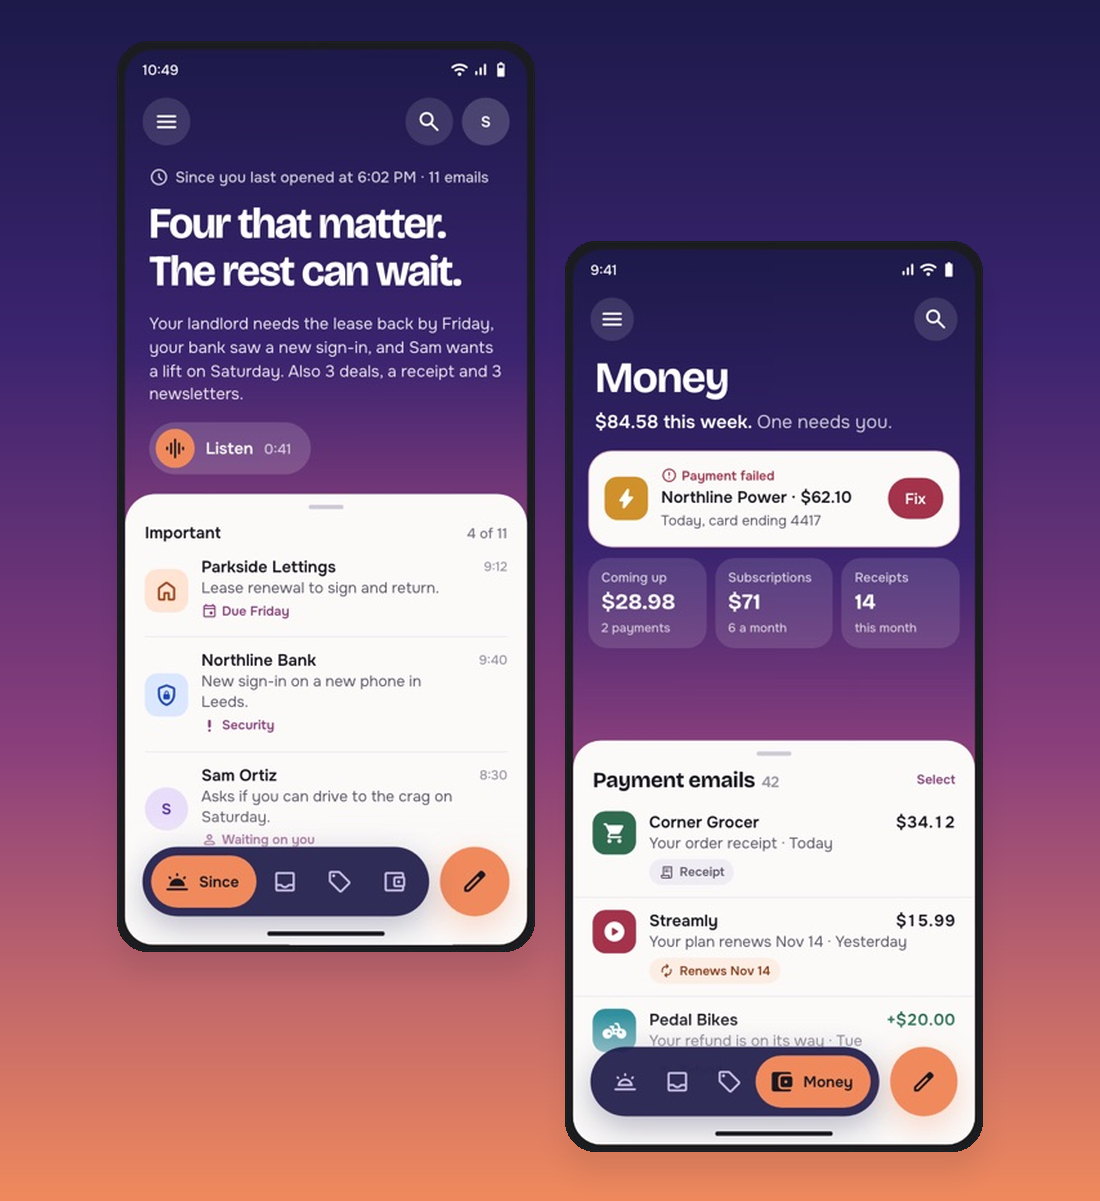 10:49
S
Since you last opened at 6:02 PM · 11 emails
Four that matter.
The rest can wait.
Your landlord needs the lease back by Friday,
your bank saw a new sign-in, and Sam wants
a lift on Saturday. Also 3 deals, a receipt and 3
newsletters.
Listen 0:41
Important 4 of 11
Parkside Lettings 9:12
Lease renewal to sign and return.
Due Friday
Northline Bank 9:40
New sign-in on a new phone in
Leeds.
Security
S
Sam Ortiz 8:30
Asks if you can drive to the crag on
Saturday.
Waiting on you
Since
9:41
Money
$84.58 this week. One needs you.
Payment failed
Northline Power · $62.10
Today, card ending 4417
Fix
Coming up
$28.98
2 payments
Subscriptions
$71
6 a month
Receipts
14
this month
Payment emails 42 Select
Corner Grocer $34.12
Your order receipt · Today
Receipt
Streamly $15.99
Your plan renews Nov 14 · Yesterday
Renews Nov 14
Pedal Bikes +$20.00
Your refund is on its way · Tue
Money